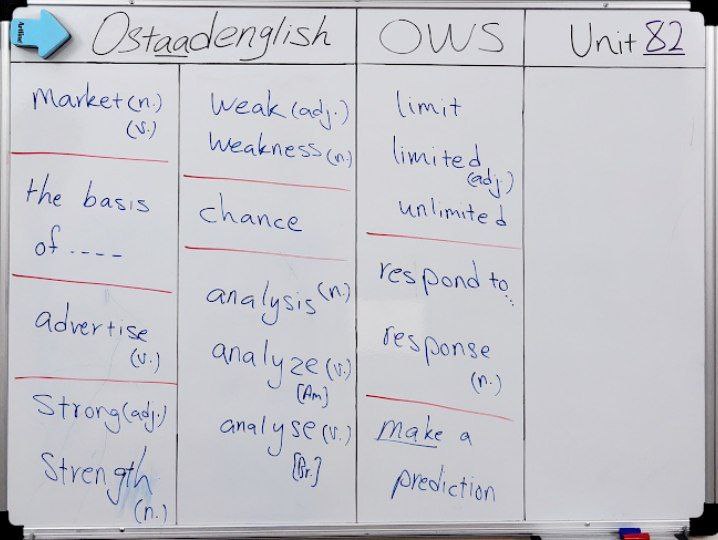 Artline
Ostaadenglish
OWS
Unit 82
Market (n.)
(v.)
the basis
of ----
advertise
(v.)
Strong (adj.)
Strength
(n.)
Weak (adj.)
Weakness (n.)
chance
analysis (n.)
analyze (v.)
[Am]
analyse (v.)
[Br.]
limit
limited
(adj)
unlimited
respond to..
response
(n.)
make a
prediction